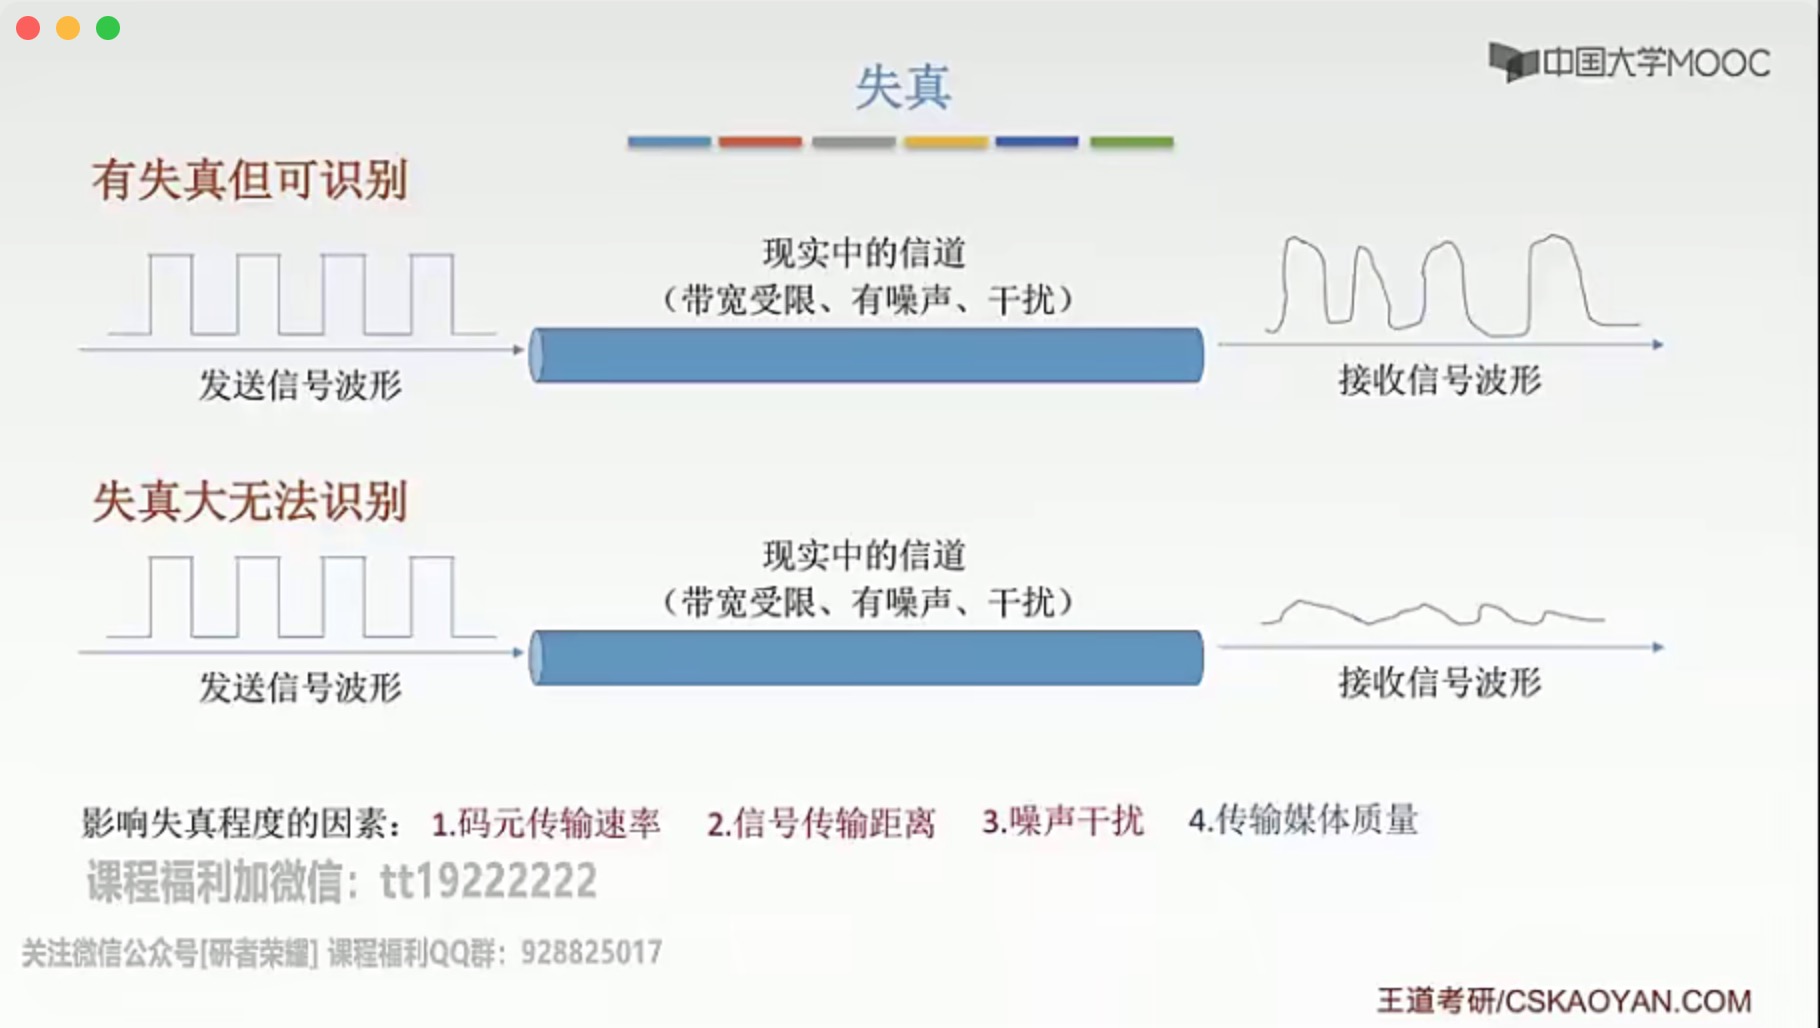 中国大学MOOC
失真
有失真但可识别
现实中的信道
（带宽受限、有噪声、干扰）
发送信号波形
接收信号波形
失真大无法识别
现实中的信道
（带宽受限、有噪声、干扰）
发送信号波形
接收信号波形
影响失真程度的因素： 1.码元传输速率 2.信号传输距离 3.噪声干扰 4.传输媒体质量
课程福利加微信：tt19222222
关注微信公众号[研者荣耀] 课程福利QQ群：928825017
王道考研/CSKAOYAN.COM